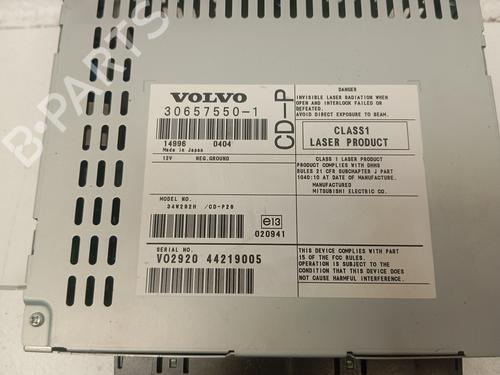 B-PARTS
VOLVO
30657550-1
14996 0404
Made in Japan
12V NEG.GROUND
MODEL NO.
34W292H /CD-P28
e13
020941
SERIAL NO.
VO2920 44219005
CD-P
DANGER
INVISIBLE LASER RADIATION WHEN
OPEN AND INTERLOOK FAILED OR
DEFEATED.
AVOID DIRECT EXPOSURE TO BEAM.
CLASS1
LASER PRODUCT
CLASS 1 LASER PRODUCT
PRODUCT COMPLIES WITH DHHS
RULES 21 CFR SUBCHAPTER J PART
1040:10 AT DATE OF MANUFACTURE.
MANUFACTURED
MITSUBISHI ELECTRIC CO.
THIS DEVICE COMPLIES WITH PART
15 OF THE FCC RULES.
OPERATION IS SUBJECT TO THE
CONDITION THAT THIS DEVICE DOES
NOT CAUSE HARMFUL INTERFERENCE.